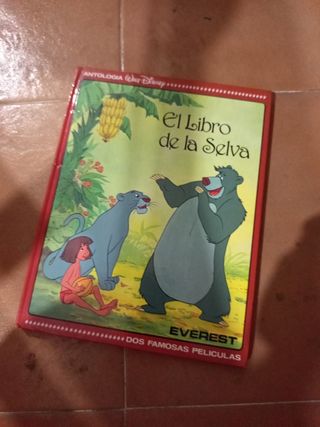 ANTOLOGIA Walt Disney
El Libro
de la Selva
EVEREST
DOS FAMOSAS PELICULAS